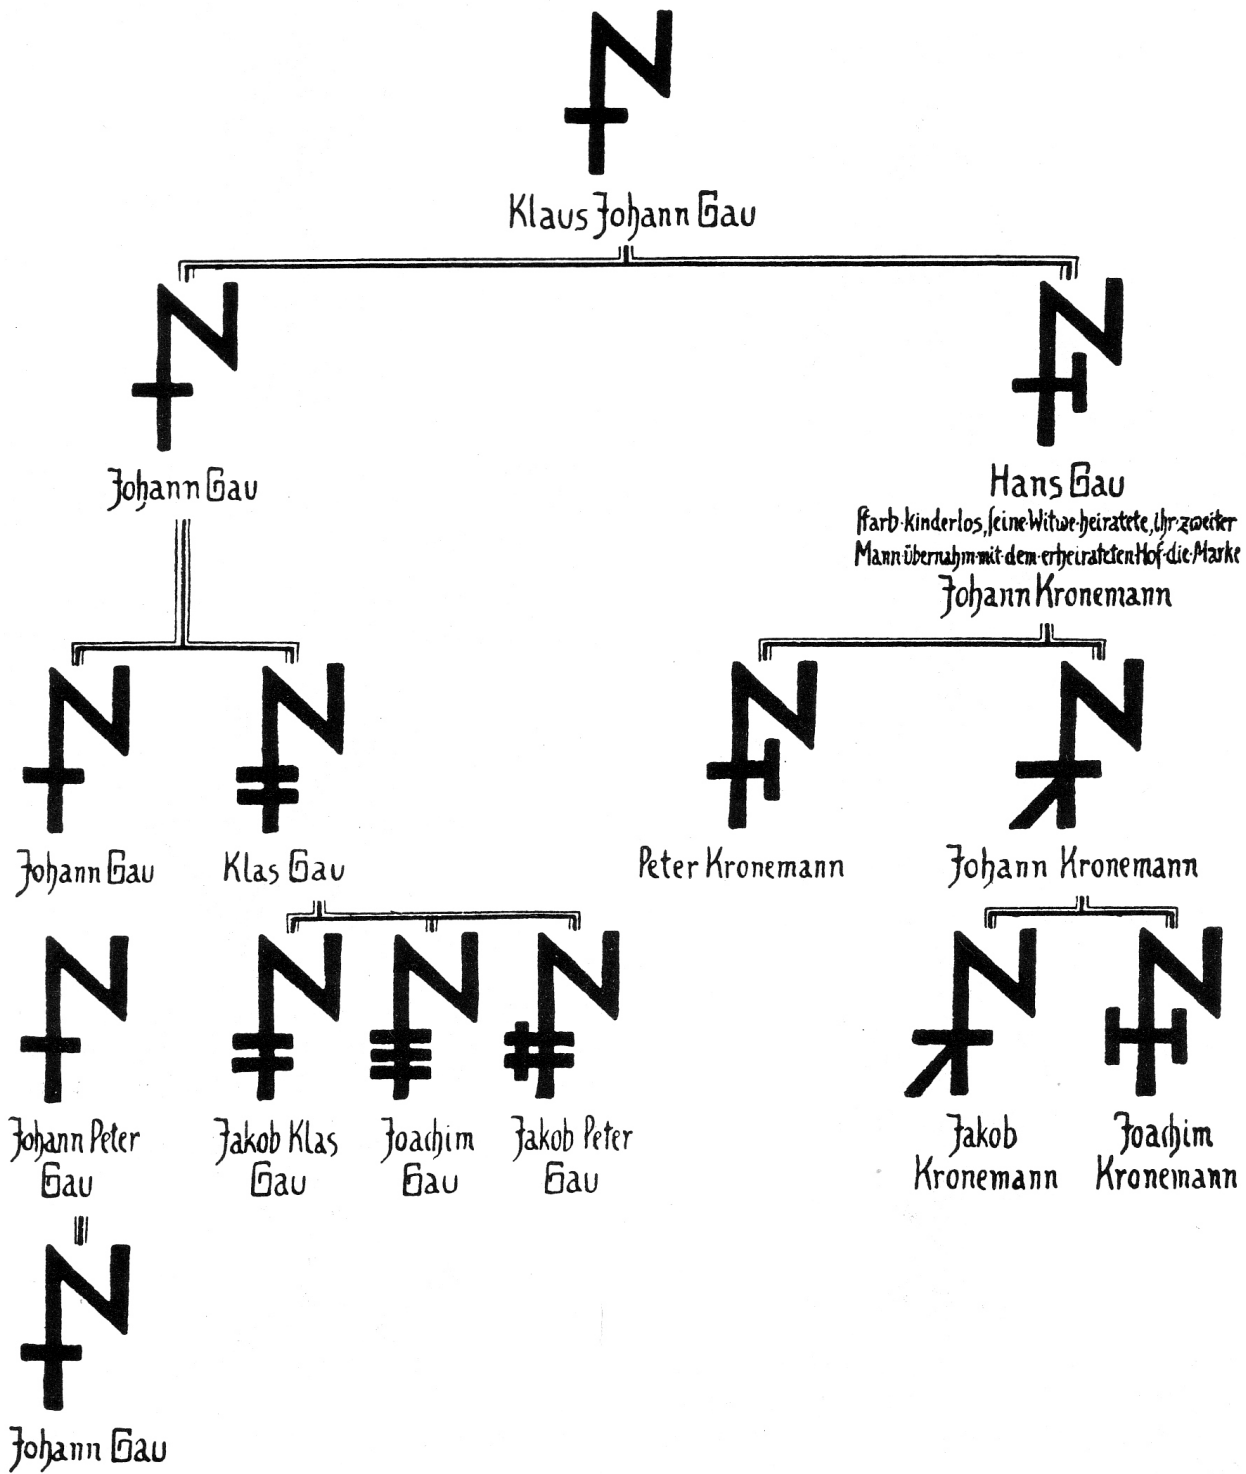 Klaus Johann Gau
Johann Gau
Hans Gau
starb·kinderlos, seine·Witwe·heiratete, ihr·zweiter
Mann·übernahm·mit·dem·erheirateten·Hof·die·Marke
Johann Kronemann
Johann Gau
Klas Gau
Peter Kronemann
Johann Kronemann
Johann Peter
Gau
Jakob Klas
Gau
Joachim
Gau
Jakob Peter
Gau
Jakob
Kronemann
Joachim
Kronemann
Johann Gau